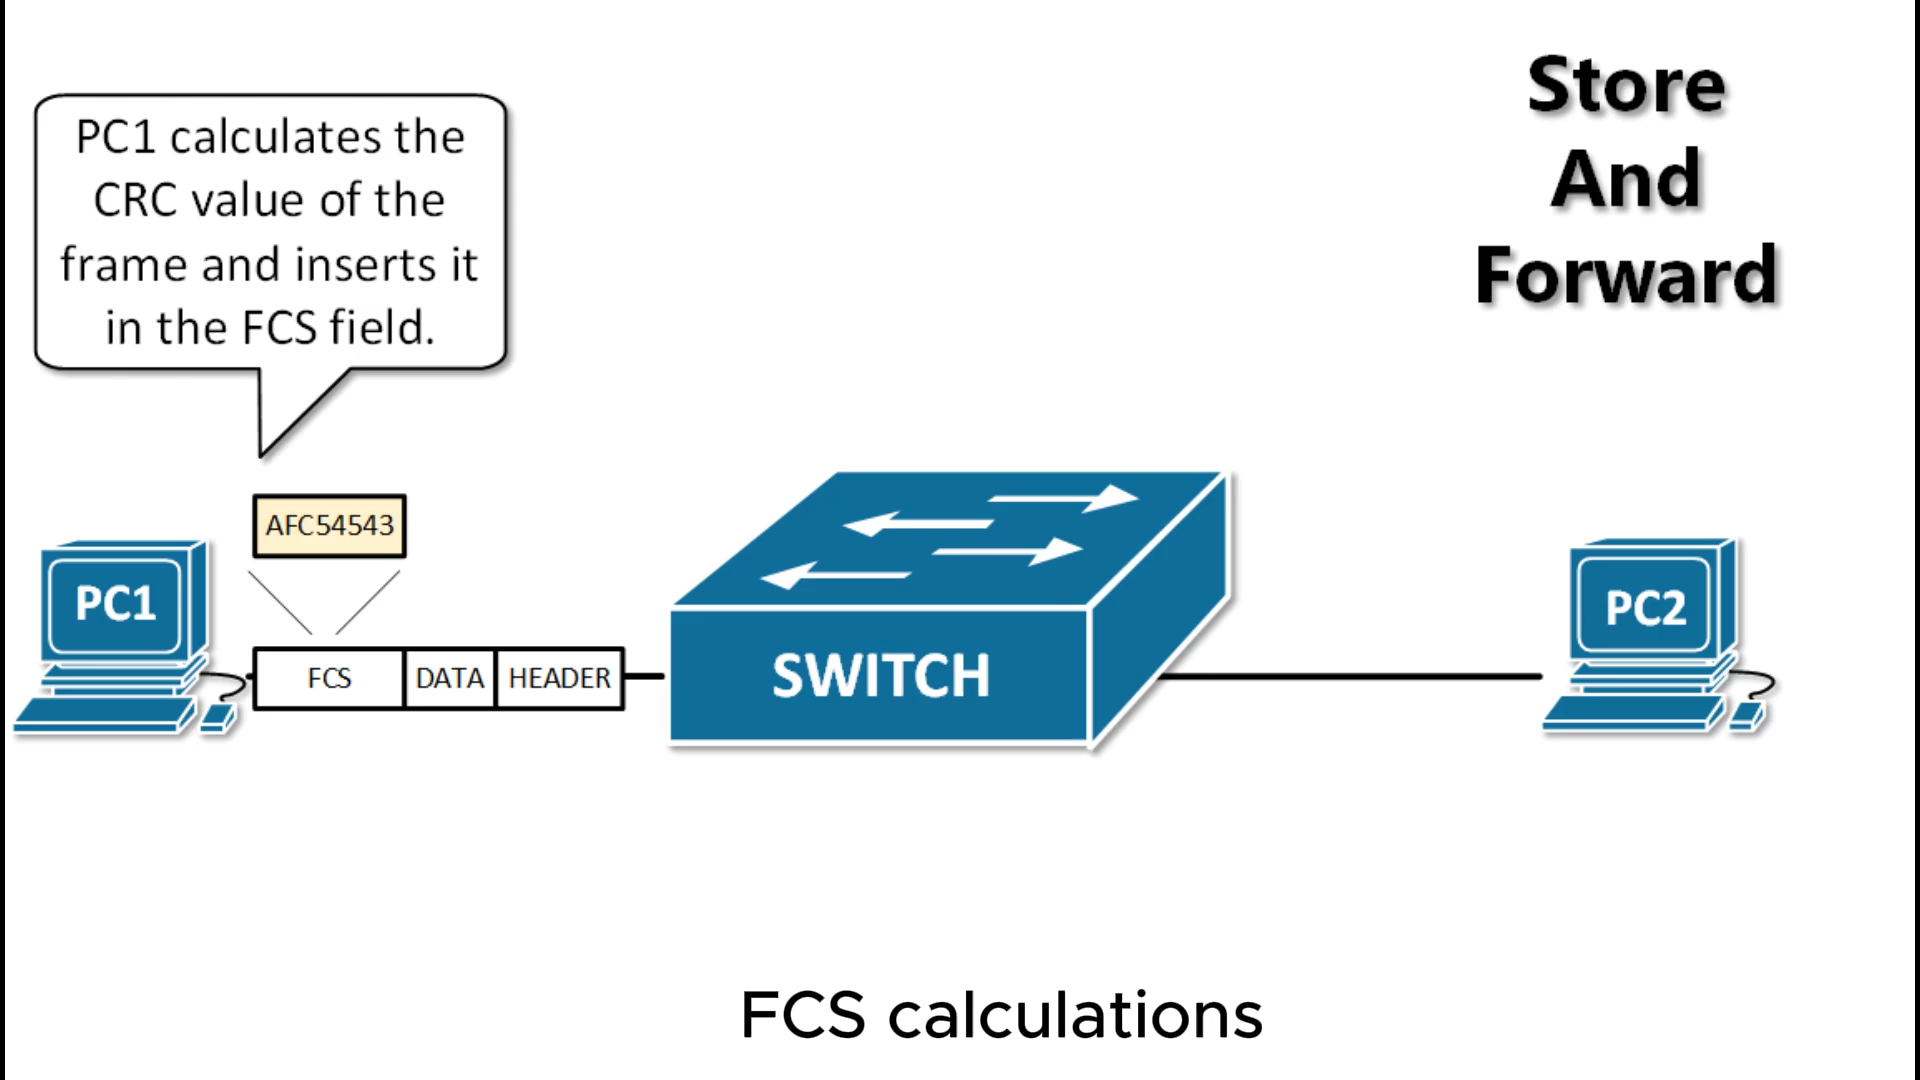 Store
And
Forward
PC1 calculates the
CRC value of the
frame and inserts it
in the FCS field.
AFC54543
PC1
FCS DATA HEADER
SWITCH
PC2
FCS calculations